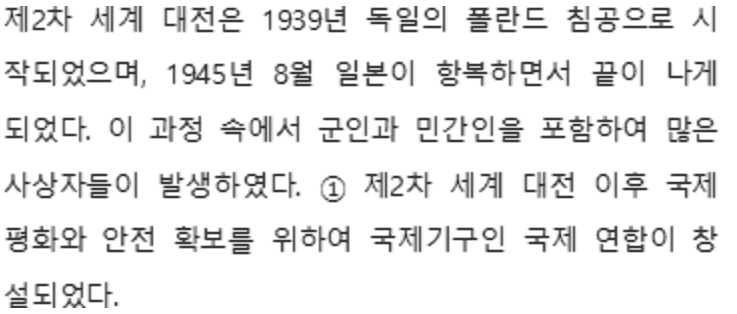 제2차 세계 대전은 1939년 독일의 폴란드 침공으로 시
작되었으며, 1945년 8월 일본이 항복하면서 끝이 나게
되었다. 이 과정 속에서 군인과 민간인을 포함하여 많은
사상자들이 발생하였다. ① 제2차 세계 대전 이후 국제
평화와 안전 확보를 위하여 국제기구인 국제 연합이 창
설되었다.